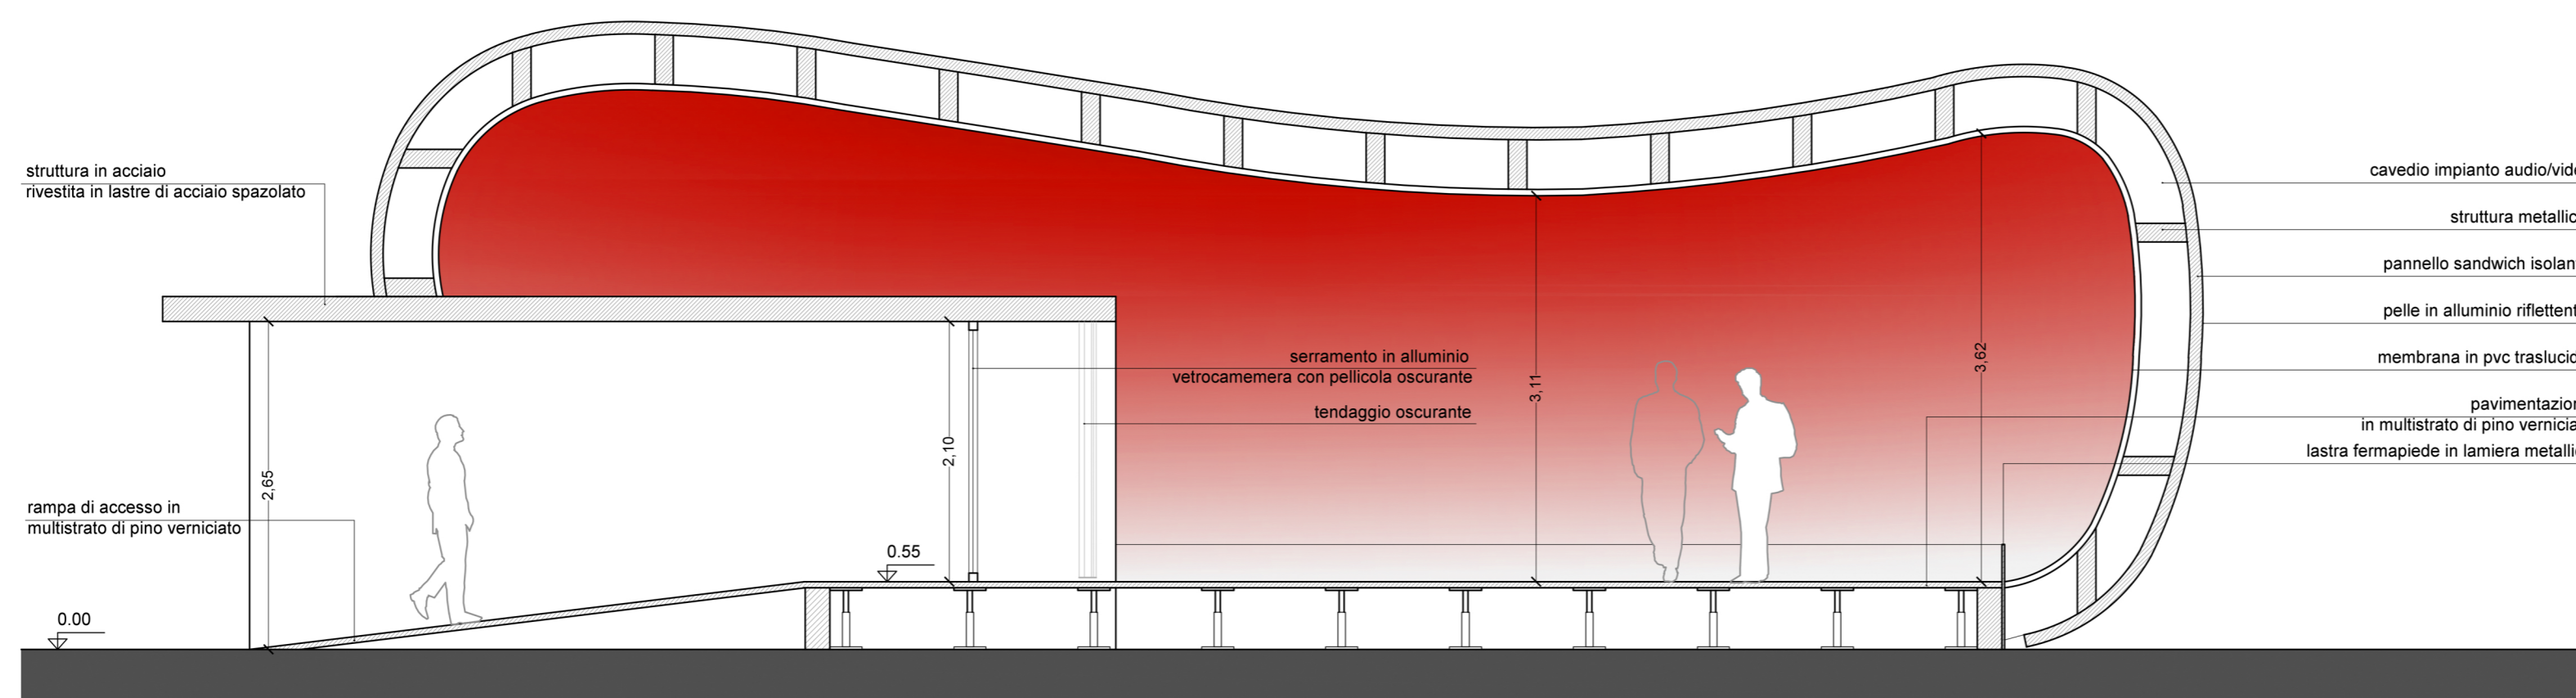 struttura in acciaio
rivestita in lastre di acciaio spazolato
rampa di accesso in
multistrato di pino verniciato
0.00
2,65
0.55
2,10
serramento in alluminio
vetrocamemera con pellicola oscurante
tendaggio oscurante
3,11
3,62
cavedio impianto audio/vide
struttura metallic
pannello sandwich isolan
pelle in alluminio riflettent
membrana in pvc traslucid
pavimentazion
in multistrato di pino vernicia
lastra fermapiede in lamiera metalli